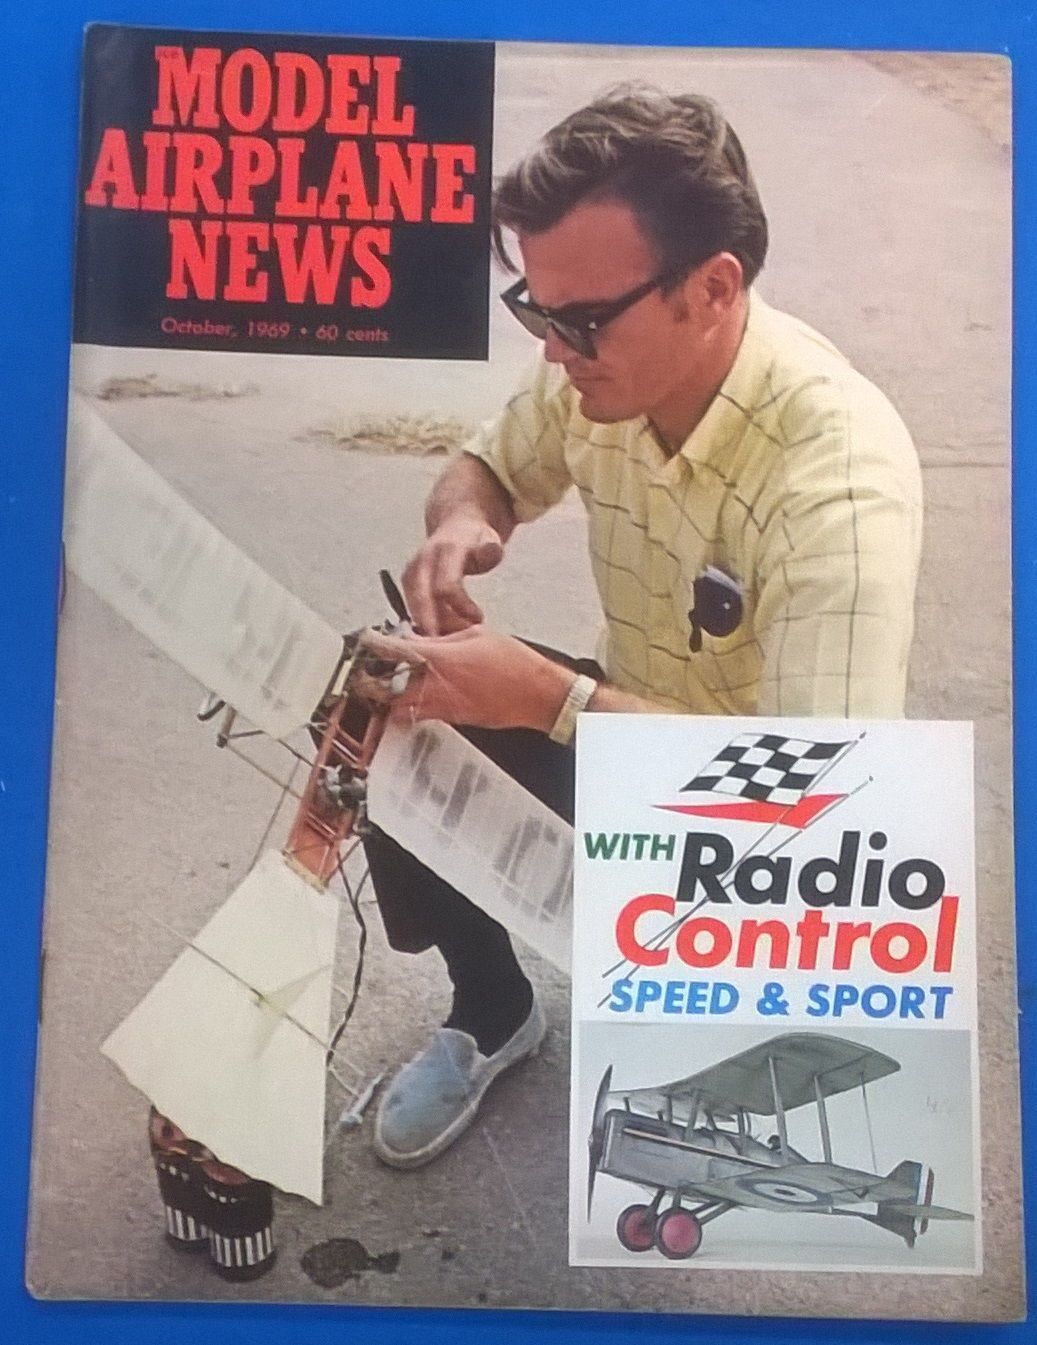 MODEL
AIRPLANE
NEWS
October, 1969 • 60 cents
WITH Radio
Control
SPEED & SPORT